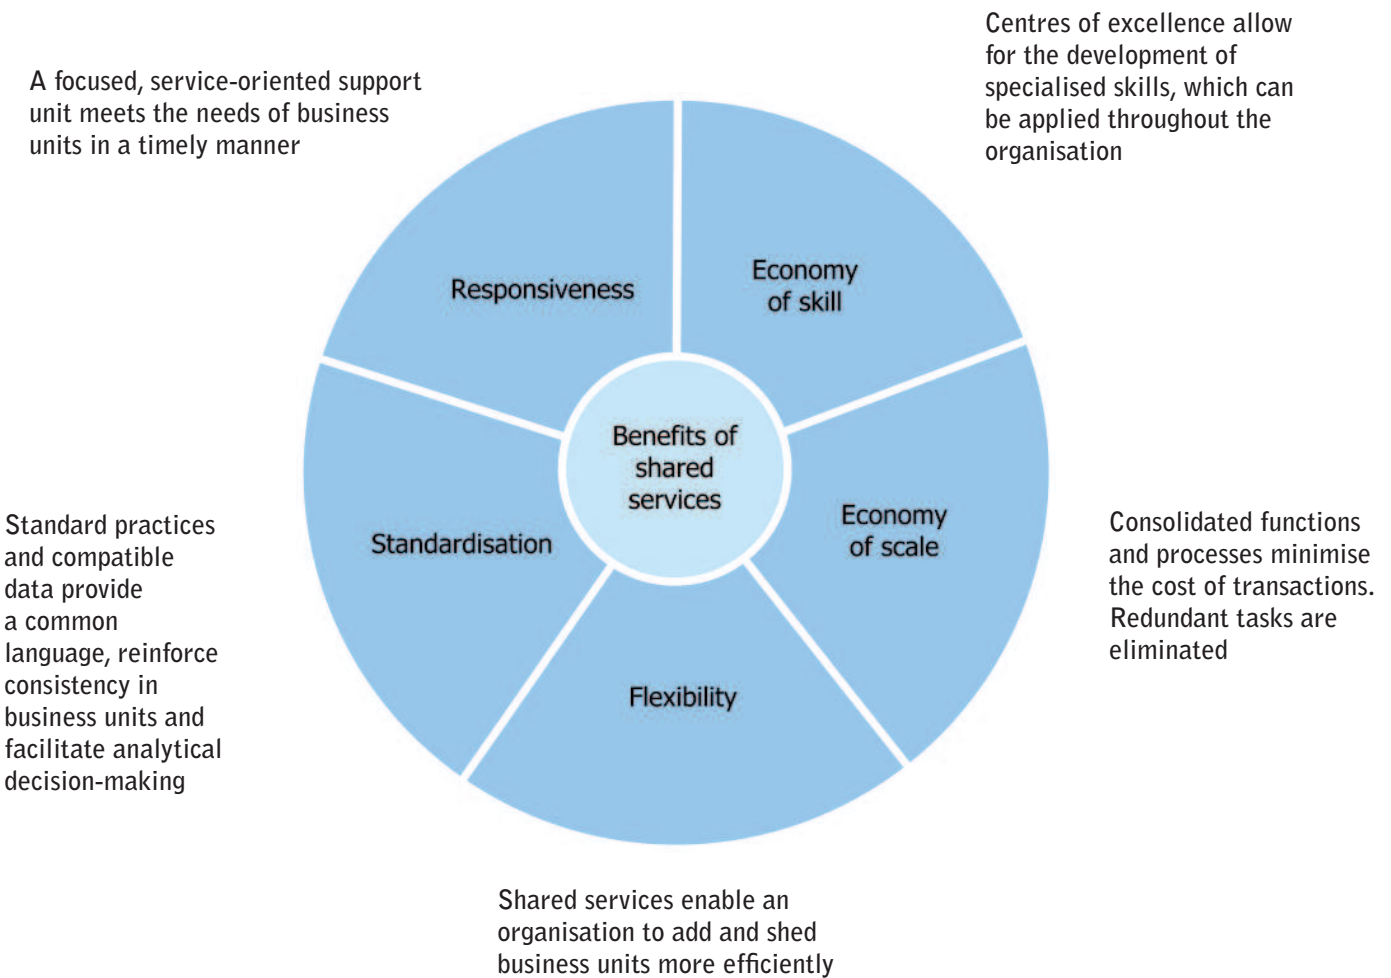 Centres of excellence allow
for the development of
specialised skills, which can
be applied throughout the
organisation
A focused, service-oriented support
unit meets the needs of business
units in a timely manner
Responsiveness
Economy
of skill
Benefits of
shared
services
Standardisation
Economy
of scale
Flexibility
Standard practices
and compatible
data provide
a common
language, reinforce
consistency in
business units and
facilitate analytical
decision-making
Consolidated functions
and processes minimise
the cost of transactions.
Redundant tasks are
eliminated
Shared services enable an
organisation to add and shed
business units more efficiently